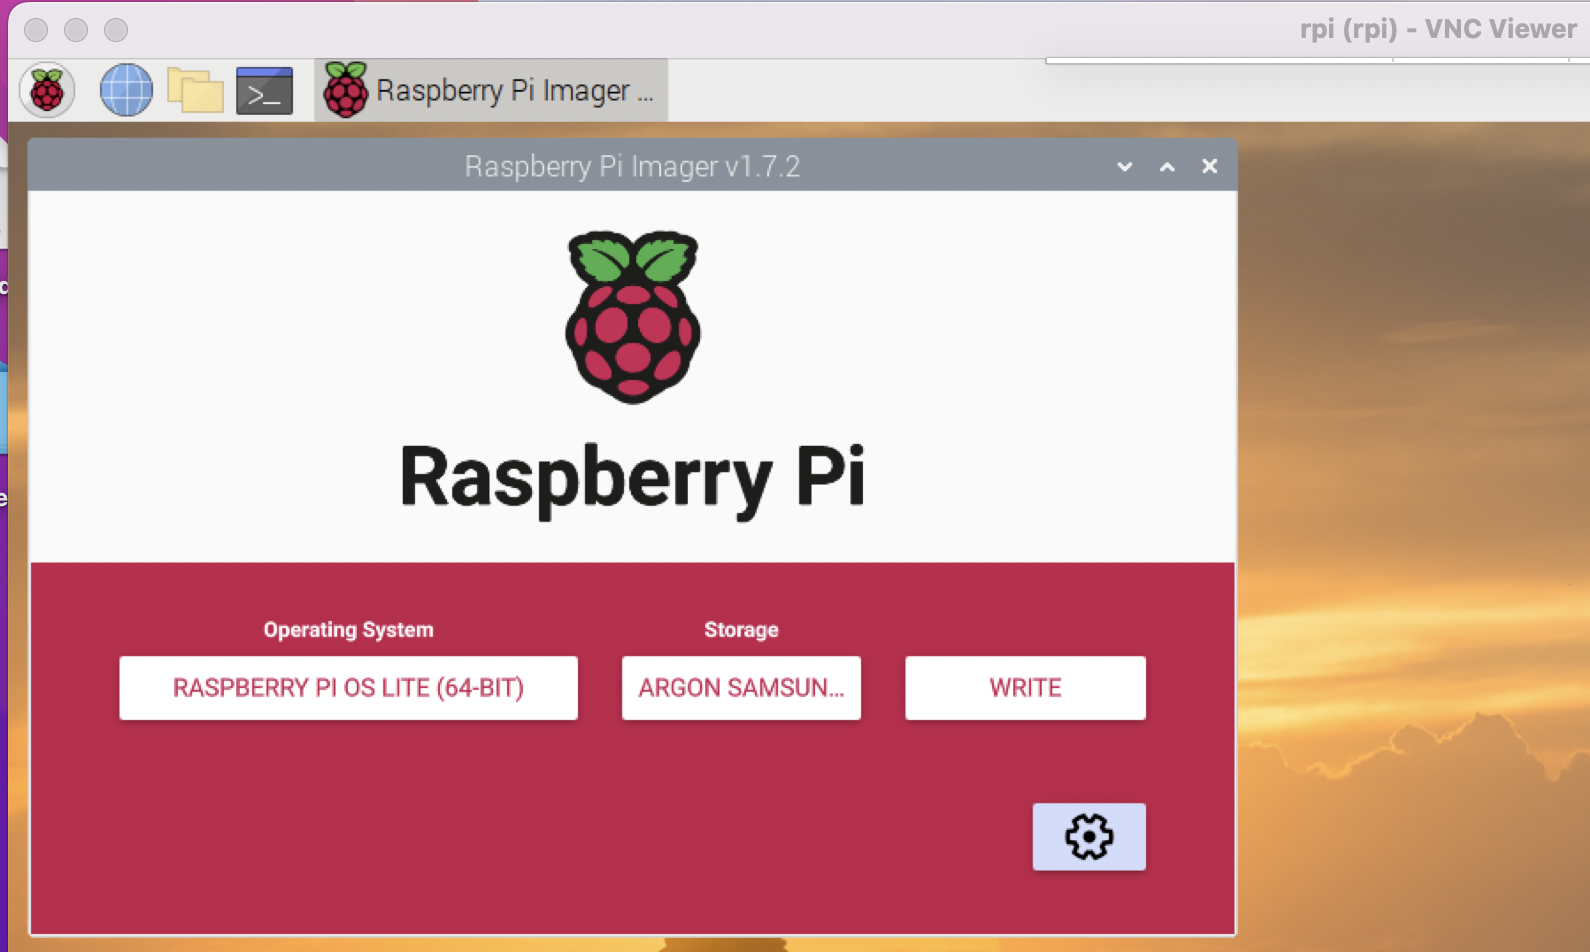 rpi (rpi) - VNC Viewer
>_
Raspberry Pi Imager ...
Raspberry Pi Imager v1.7.2
Raspberry Pi
Operating System
Storage
RASPBERRY PI OS LITE (64-BIT)
ARGON SAMSUN...
WRITE